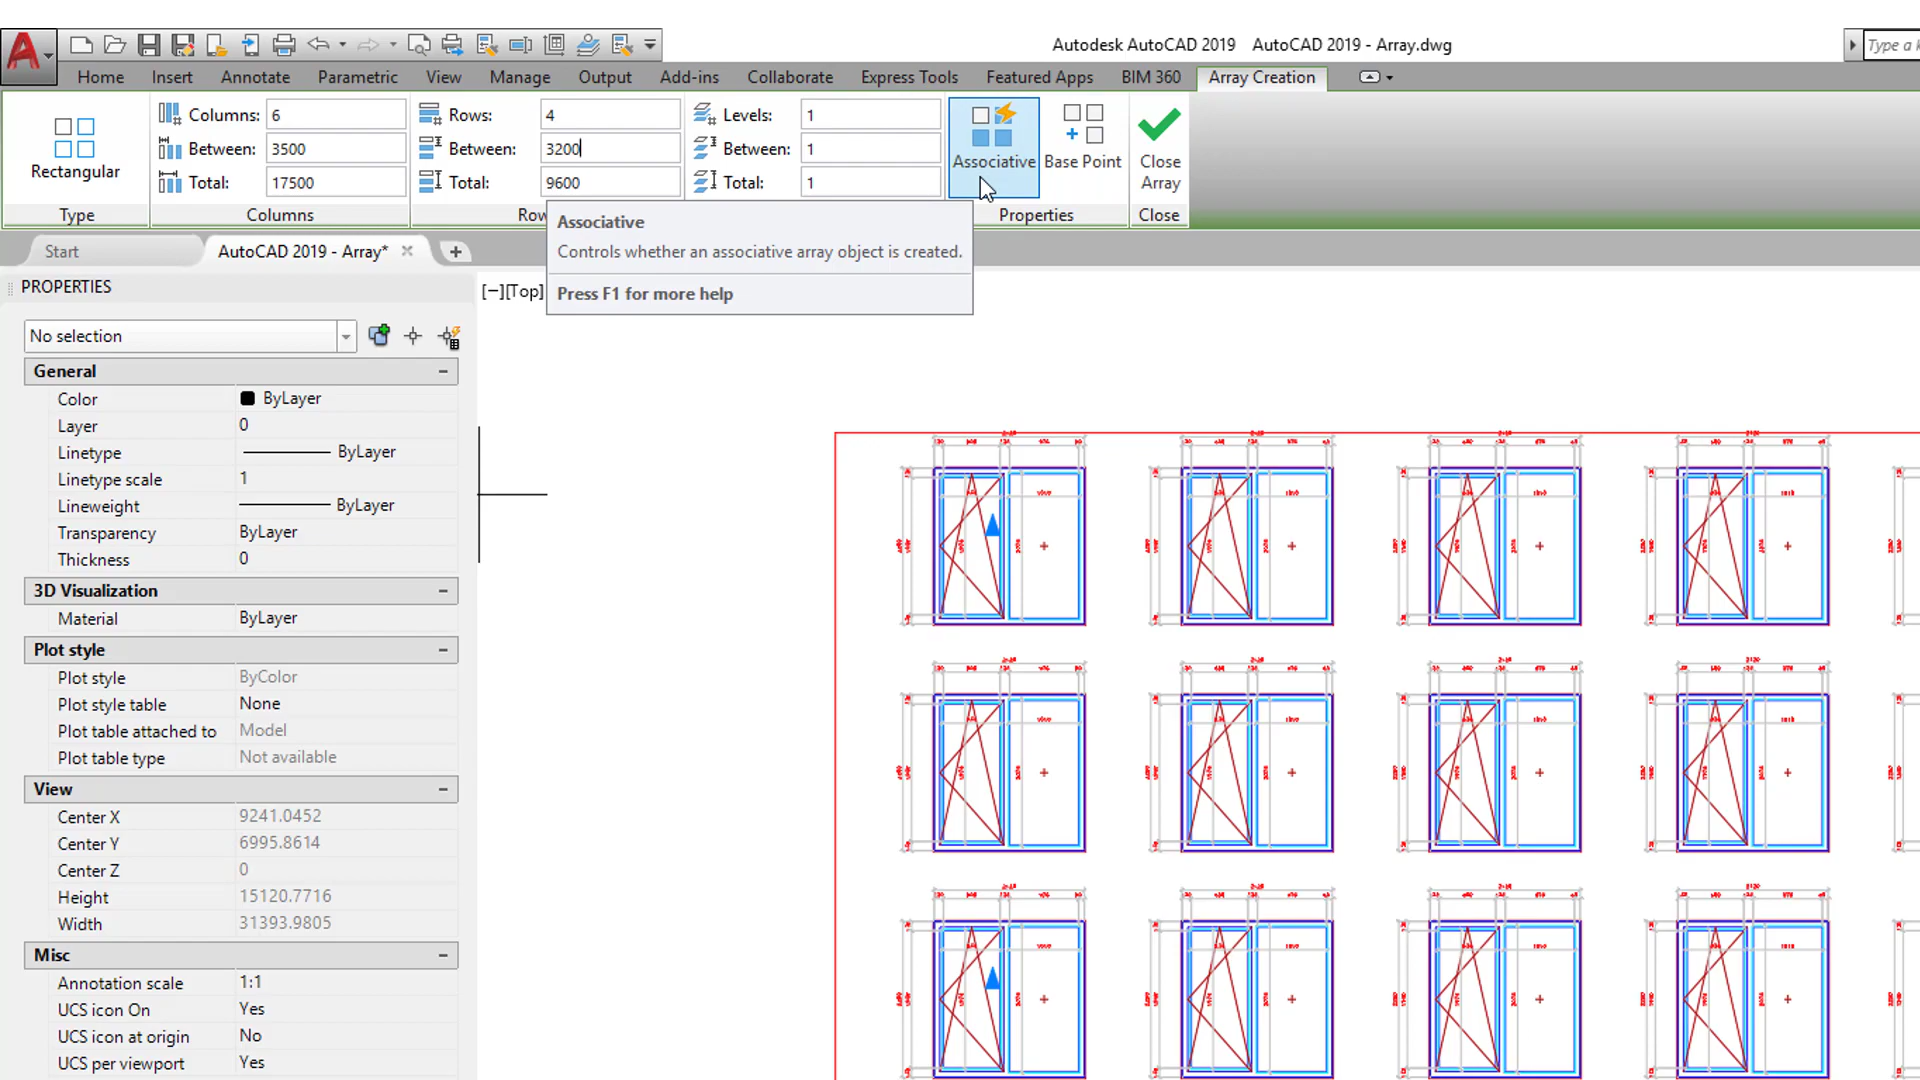 Autodesk AutoCAD 2019 AutoCAD 2019 - Array.dwg
Type a k
Home Insert Annotate Parametric View Manage Output Add-ins Collaborate Express Tools Featured Apps BIM 360 Array Creation
Columns: 6 Rows: 4 Levels: 1
Between: 3500 Between: 3200 Between: 1
Total: 17500 Total: 9600 Total: 1
Rectangular
Associative Base Point Close Array
Type Columns Row Properties Close
Associative
Controls whether an associative array object is created.
Press F1 for more help
Start AutoCAD 2019 - Array*
PROPERTIES
[−][Top]
No selection
General
Color ByLayer
Layer 0
Linetype ByLayer
Linetype scale 1
Lineweight ByLayer
Transparency ByLayer
Thickness 0
3D Visualization
Material ByLayer
Plot style
Plot style ByColor
Plot style table None
Plot table attached to Model
Plot table type Not available
View
Center X 9241.0452
Center Y 6995.8614
Center Z 0
Height 15120.7716
Width 31393.9805
Misc
Annotation scale 1:1
UCS icon On Yes
UCS icon at origin No
UCS per viewport Yes